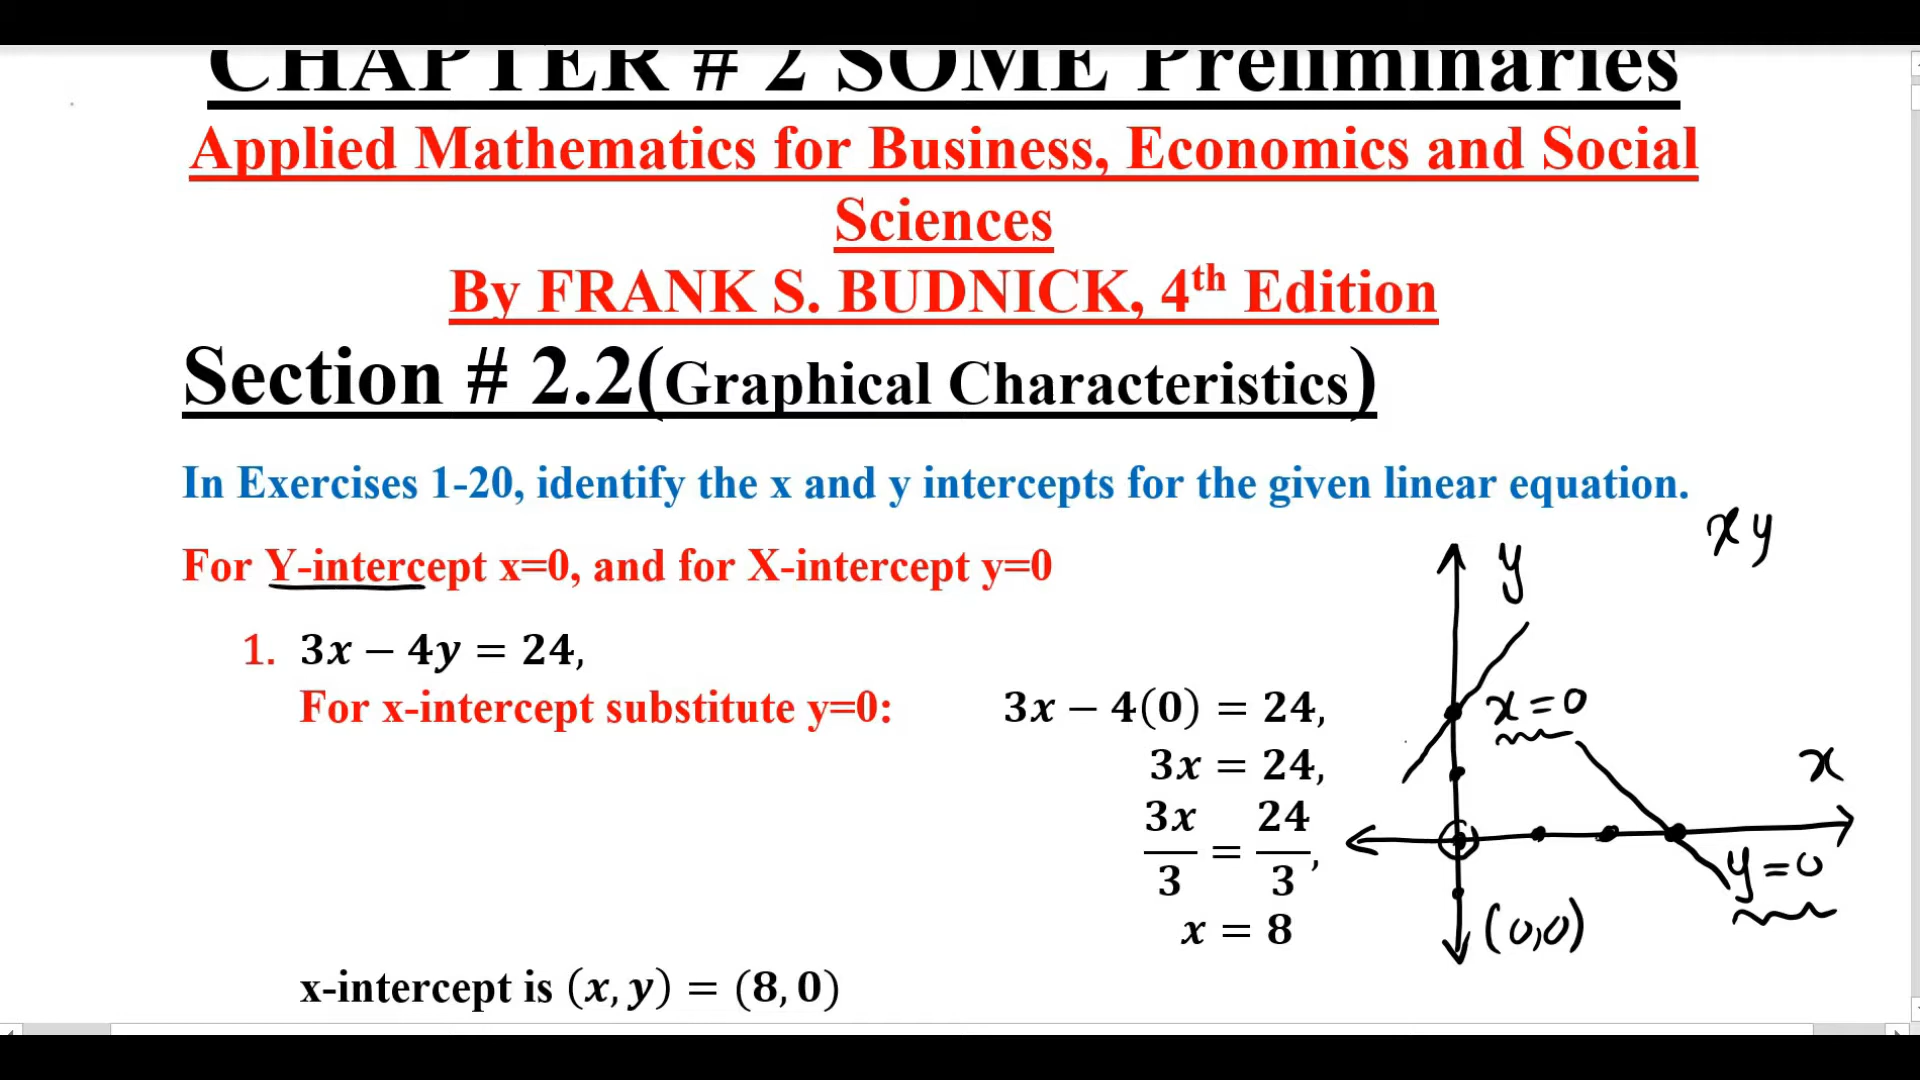 CHAPTER # 2 SOME Preliminaries
Applied Mathematics for Business, Economics and Social
Sciences
By FRANK S. BUDNICK, 4th Edition
Section # 2.2(Graphical Characteristics)
In Exercises 1-20, identify the x and y intercepts for the given linear equation.
x y
For Y-intercept x=0, and for X-intercept y=0
y
1. 3x − 4y = 24,
For x-intercept substitute y=0: 3x − 4(0) = 24,
x = 0
3x = 24,
x
3x/3 = 24/3,
y = 0
x = 8
(0,0)
x-intercept is (x, y) = (8, 0)